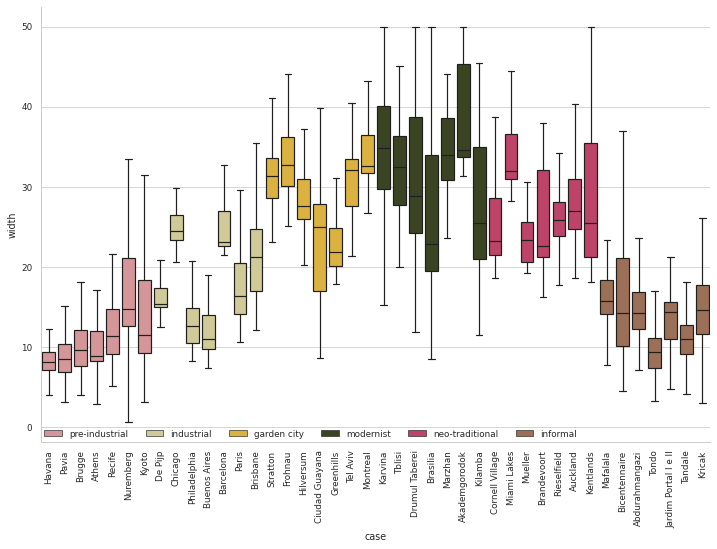 50
40
30
20
10
0
width
pre-industrial industrial garden city modernist neo-traditional informal
Havana
Pavia
Brugge
Athens
Recife
Nuremberg
Kyoto
De Pijp
Chicago
Philadelphia
Buenos Aires
Barcelona
Paris
Brisbane
Stratton
Frohnau
Hilversum
Ciudad Guayana
Greenhills
Tel Aviv
Montreal
Karvina
Tbilisi
Drumul Taberei
Brasilia
Marzhan
Akademgorodok
Kilamba
Cornell Village
Miami Lakes
Mueller
Brandevoort
Rieselfield
Auckland
Kentlands
Mafalala
Bicentennaire
Abdurahmangazi
Tondo
Jardim Portal I e II
Tandale
Kricak
case